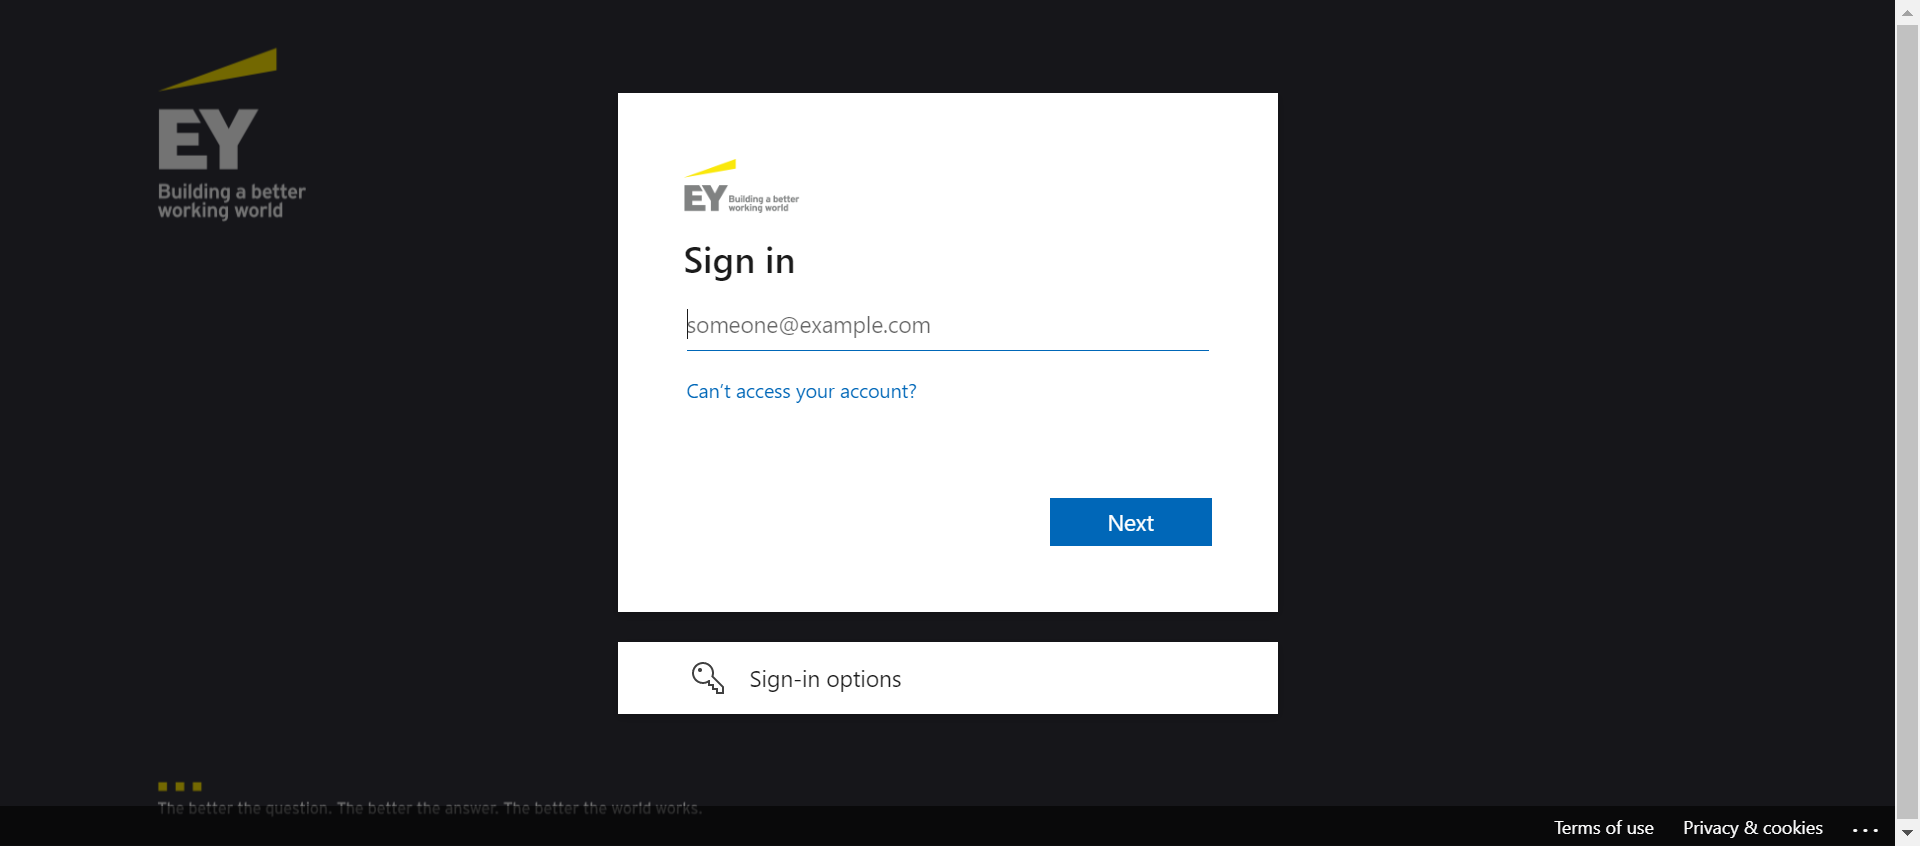 EY
Building a better
working world
EY Building a better
working world
Sign in
someone@example.com
Can't access your account?
Next
Sign-in options
The better the question. The better the answer. The better the world works.
Terms of use
Privacy & cookies
...